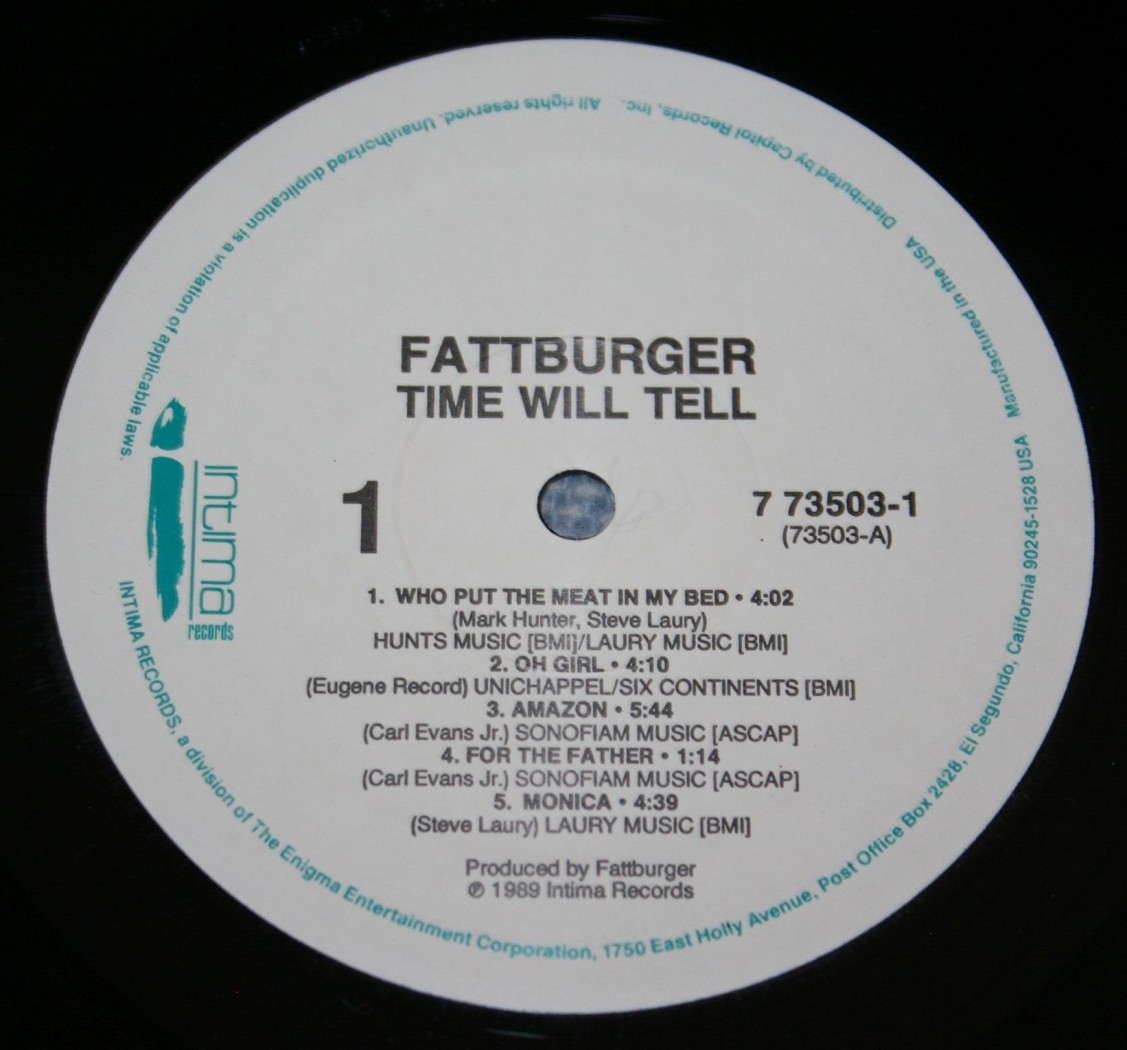 FATTBURGER
TIME WILL TELL
1
7 73503-1
(73503-A)
1. WHO PUT THE MEAT IN MY BED • 4:02
(Mark Hunter, Steve Laury)
HUNTS MUSIC [BMI]/LAURY MUSIC [BMI]
2. OH GIRL • 4:10
(Eugene Record) UNICHAPPEL/SIX CONTINENTS [BMI]
3. AMAZON • 5:44
(Carl Evans Jr.) SONOFIAM MUSIC [ASCAP]
4. FOR THE FATHER • 1:14
(Carl Evans Jr.) SONOFIAM MUSIC [ASCAP]
5. MONICA • 4:39
(Steve Laury) LAURY MUSIC [BMI]
Produced by Fattburger
℗ 1989 Intima Records
intima
records
INTIMA RECORDS, a division of The Enigma Entertainment Corporation, 1750 East Holly Avenue, Post Office Box 2428, El Segundo, California 90245-1528 USA Manufactured in the USA Distributed by Capitol Records, Inc. All rights reserved. Unauthorized duplication is a violation of applicable laws.